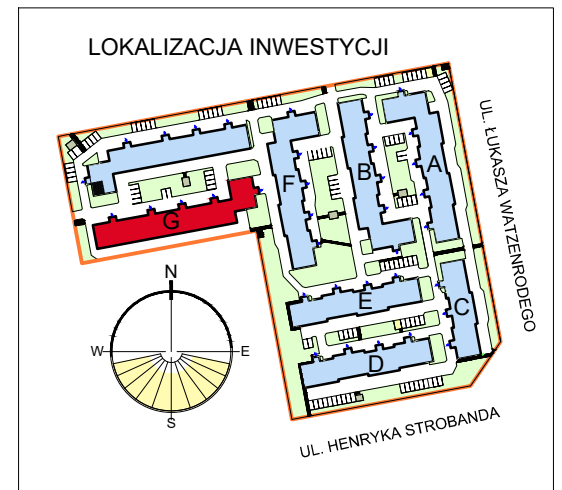 LOKALIZACJA INWESTYCJI
UL. ŁUKASZA WATZENRODEGO
A
B
F
G
C
E
D
N
W
E
S
UL. HENRYKA STROBANDA